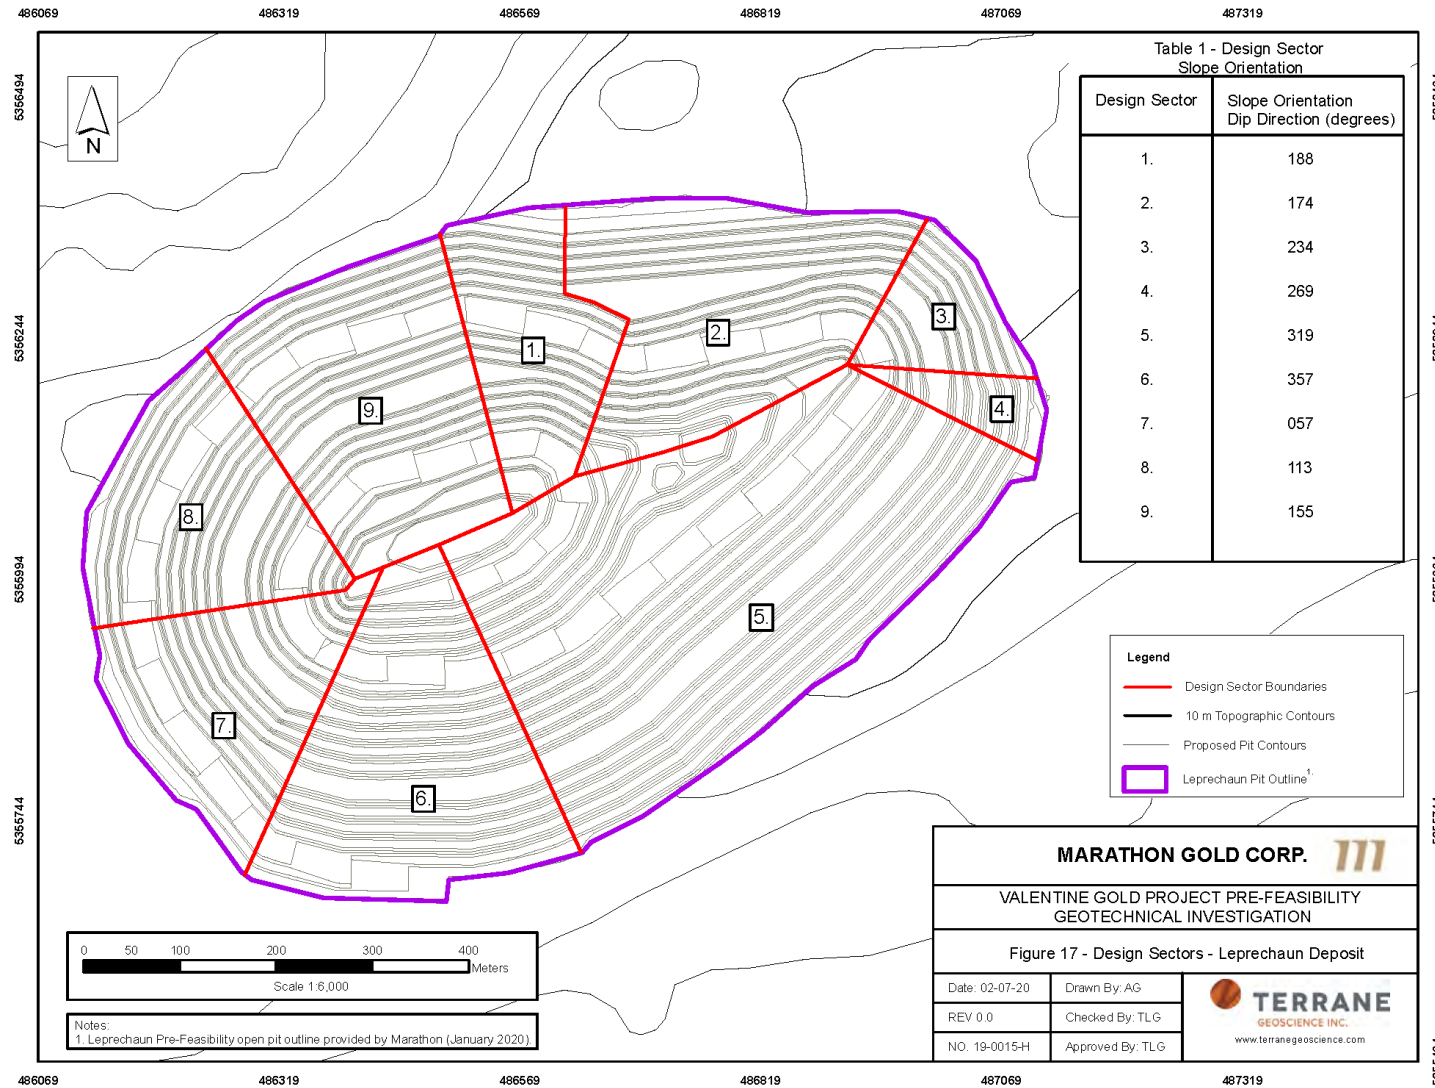 486069 486319 486569 486819 487069 487319
5356494
5356244
5355994
5355744
N
Table 1 - Design Sector
Slope Orientation
Design Sector Slope Orientation
Dip Direction (degrees)
1. 188
2. 174
3. 234
4. 269
5. 319
6. 357
7. 057
8. 113
9. 155
1.
2.
3.
4.
5.
6.
7.
8.
9.
Legend
Design Sector Boundaries
10 m Topographic Contours
Proposed Pit Contours
Leprechaun Pit Outline1.
0 50 100 200 300 400
Meters
Scale 1:6,000
Notes:
1. Leprechaun Pre-Feasibility open pit outline provided by Marathon (January 2020).
MARATHON GOLD CORP.
VALENTINE GOLD PROJECT PRE-FEASIBILITY
GEOTECHNICAL INVESTIGATION
Figure 17 - Design Sectors - Leprechaun Deposit
Date: 02-07-20 Drawn By: AG
REV 0.0 Checked By: TLG
NO. 19-0015-H Approved By: TLG
TERRANE
GEOSCIENCE INC.
www.terranegeoscience.com
486069 486319 486569 486819 487069 487319